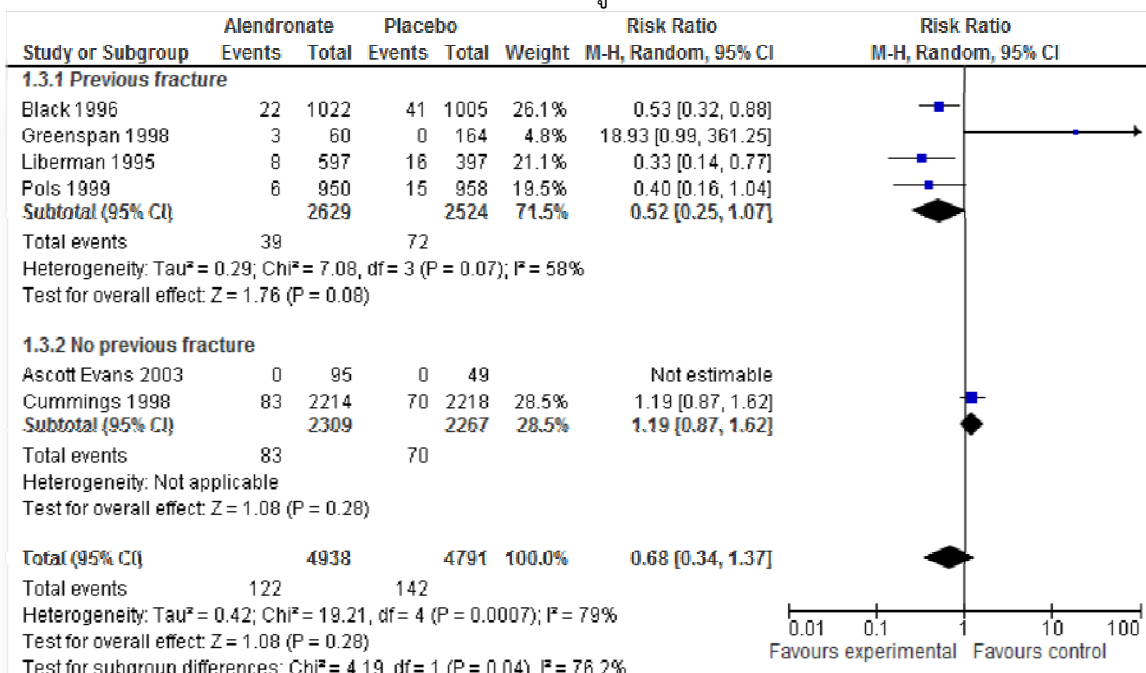 Alendronate Placebo Risk Ratio Risk Ratio
Study or Subgroup Events Total Events Total Weight M-H, Random, 95% CI M-H, Random, 95% CI
1.3.1 Previous fracture
Black 1996 22 1022 41 1005 26.1% 0.53 [0.32, 0.88]
Greenspan 1998 3 60 0 164 4.8% 18.93 [0.99, 361.25]
Liberman 1995 8 597 16 397 21.1% 0.33 [0.14, 0.77]
Pols 1999 6 950 15 958 19.5% 0.40 [0.16, 1.04]
Subtotal (95% CI) 2629 2524 71.5% 0.52 [0.25, 1.07]
Total events 39 72
Heterogeneity: Tau² = 0.29; Chi² = 7.08, df = 3 (P = 0.07); I² = 58%
Test for overall effect: Z = 1.76 (P = 0.08)
1.3.2 No previous fracture
Ascott Evans 2003 0 95 0 49 Not estimable
Cummings 1998 83 2214 70 2218 28.5% 1.19 [0.87, 1.62]
Subtotal (95% CI) 2309 2267 28.5% 1.19 [0.87, 1.62]
Total events 83 70
Heterogeneity: Not applicable
Test for overall effect: Z = 1.08 (P = 0.28)
Total (95% CI) 4938 4791 100.0% 0.68 [0.34, 1.37]
Total events 122 142
Heterogeneity: Tau² = 0.42; Chi² = 19.21, df = 4 (P = 0.0007); I² = 79%
Test for overall effect: Z = 1.08 (P = 0.28)
Test for subgroup differences: Chi² = 4.19, df = 1 (P = 0.04), I² = 76.2%
0.01 0.1 1 10 100
Favours experimental Favours control